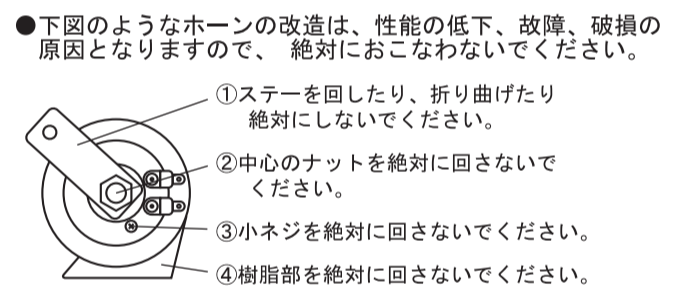 ●下図のようなホーンの改造は、性能の低下、故障、破損の
原因となりますので、 絶対におこなわないでください。
①ステーを回したり、折り曲げたり
絶対にしないでください。
②中心のナットを絶対に回さないで
ください。
③小ネジを絶対に回さないでください。
④樹脂部を絶対に回さないでください。